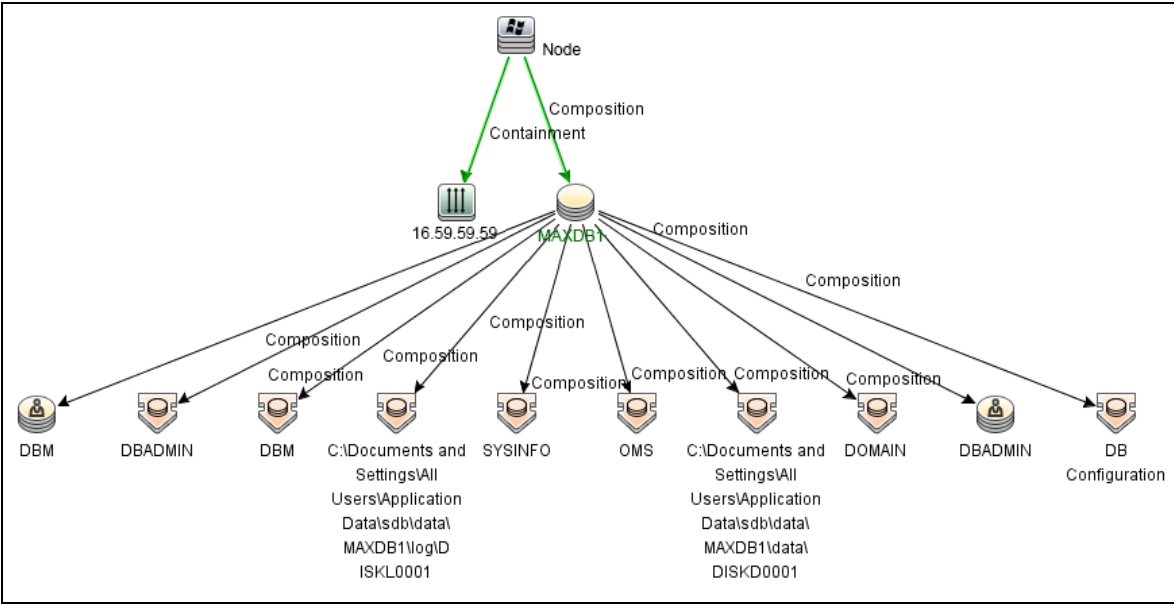 Node
Composition
Containment
16.59.59.59
MAXDB1
Composition
Composition
Composition
Composition
Composition
Composition
Composition
Composition
Composition
Composition
DBM
DBADMIN
DBM
C:\Documents and
Settings\All
Users\Application
Data\sdb\data\
MAXDB1\log\D
ISKL0001
SYSINFO
OMS
C:\Documents and
Settings\All
Users\Application
Data\sdb\data\
MAXDB1\data\
DISKD0001
DOMAIN
DBADMIN
DB
Configuration